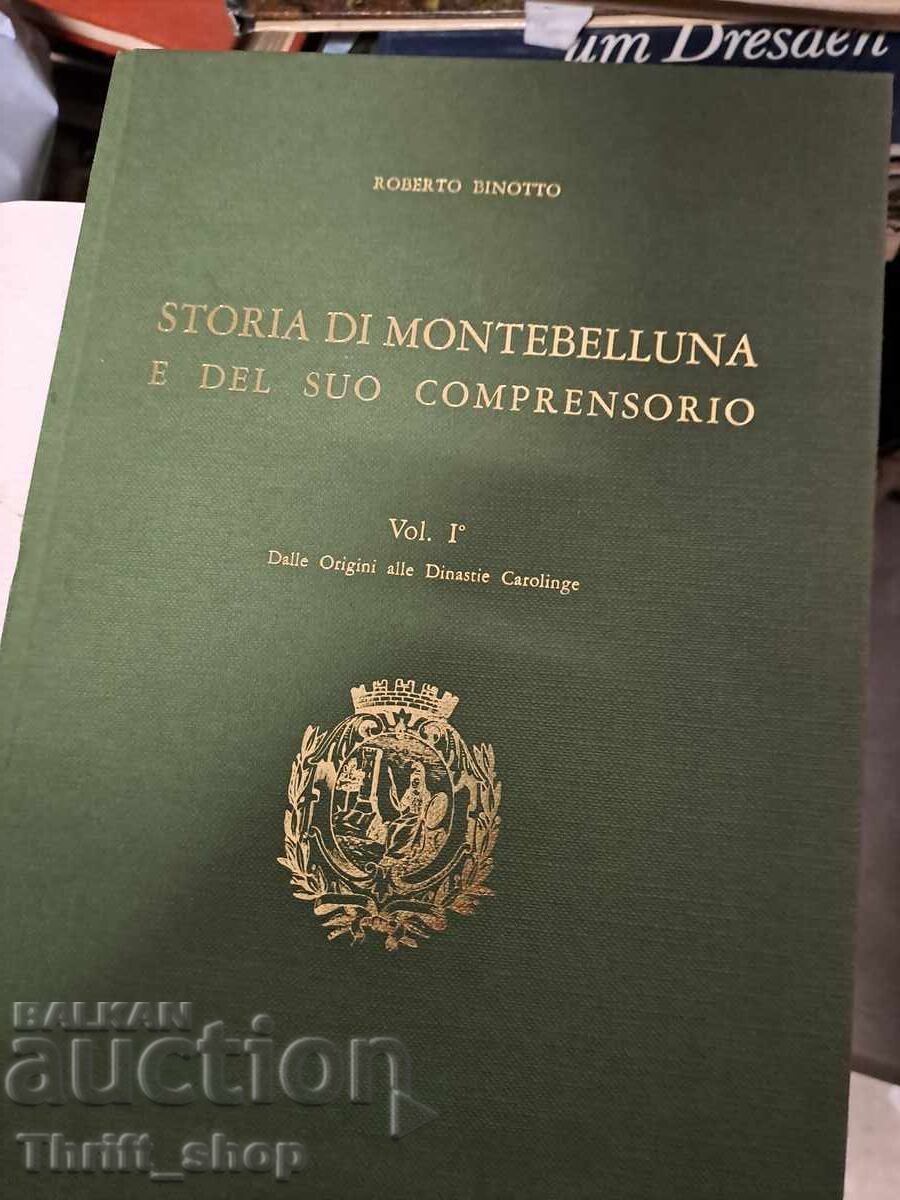 um Dresden
ROBERTO BINOTTO
STORIA DI MONTEBELLUNA
E DEL SUO COMPRENSORIO
Vol. I°
Dalle Origini alle Dinastie Carolinge
BALKAN
auction
Thrift_shop